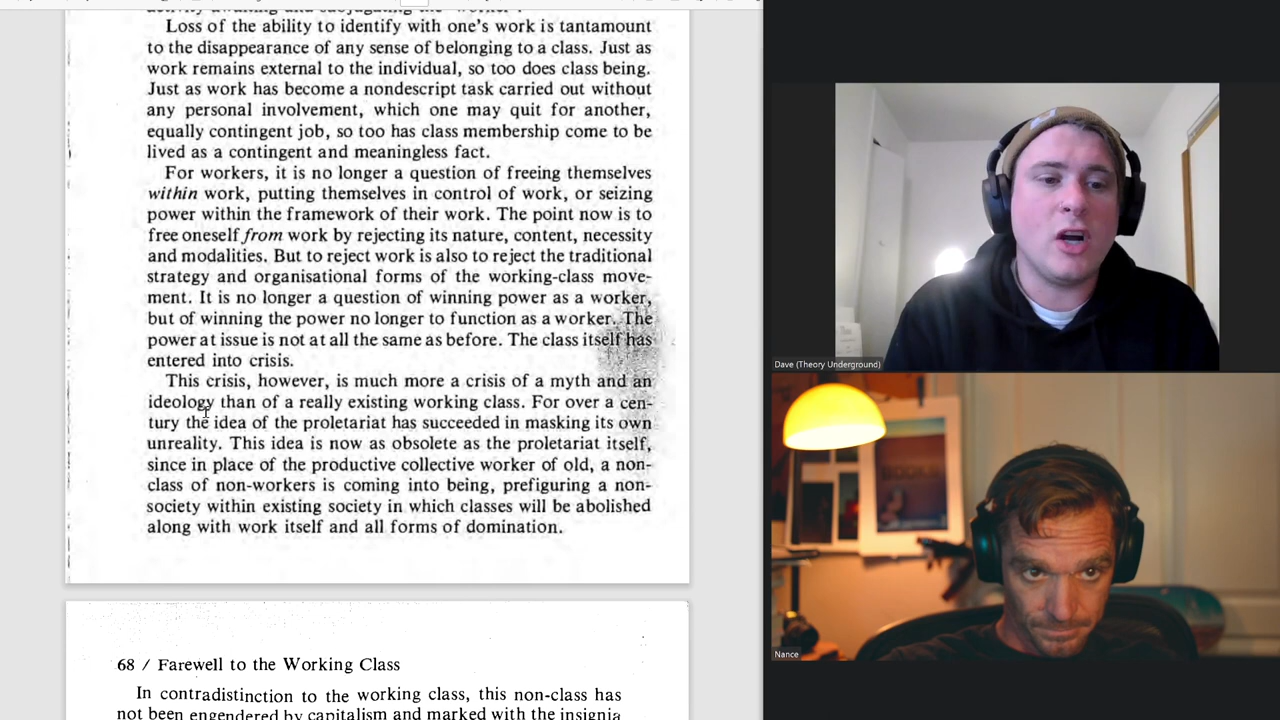 Loss of the ability to identify with one's work is tantamount
to the disappearance of any sense of belonging to a class. Just as
work remains external to the individual, so too does class being.
Just as work has become a nondescript task carried out without
any personal involvement, which one may quit for another,
equally contingent job, so too has class membership come to be
lived as a contingent and meaningless fact.
For workers, it is no longer a question of freeing themselves
within work, putting themselves in control of work, or seizing
power within the framework of their work. The point now is to
free oneself from work by rejecting its nature, content, necessity
and modalities. But to reject work is also to reject the traditional
strategy and organisational forms of the working-class move-
ment. It is no longer a question of winning power as a worker,
but of winning the power no longer to function as a worker. The
power at issue is not at all the same as before. The class itself has
entered into crisis.
This crisis, however, is much more a crisis of a myth and an
ideology than of a really existing working class. For over a cen-
tury the idea of the proletariat has succeeded in masking its own
unreality. This idea is now as obsolete as the proletariat itself,
since in place of the productive collective worker of old, a non-
class of non-workers is coming into being, prefiguring a non-
society within existing society in which classes will be abolished
along with work itself and all forms of domination.
68 / Farewell to the Working Class
In contradistinction to the working class, this non-class has
not been engendered by capitalism and marked with the insignia
Dave (Theory Underground)
Nance